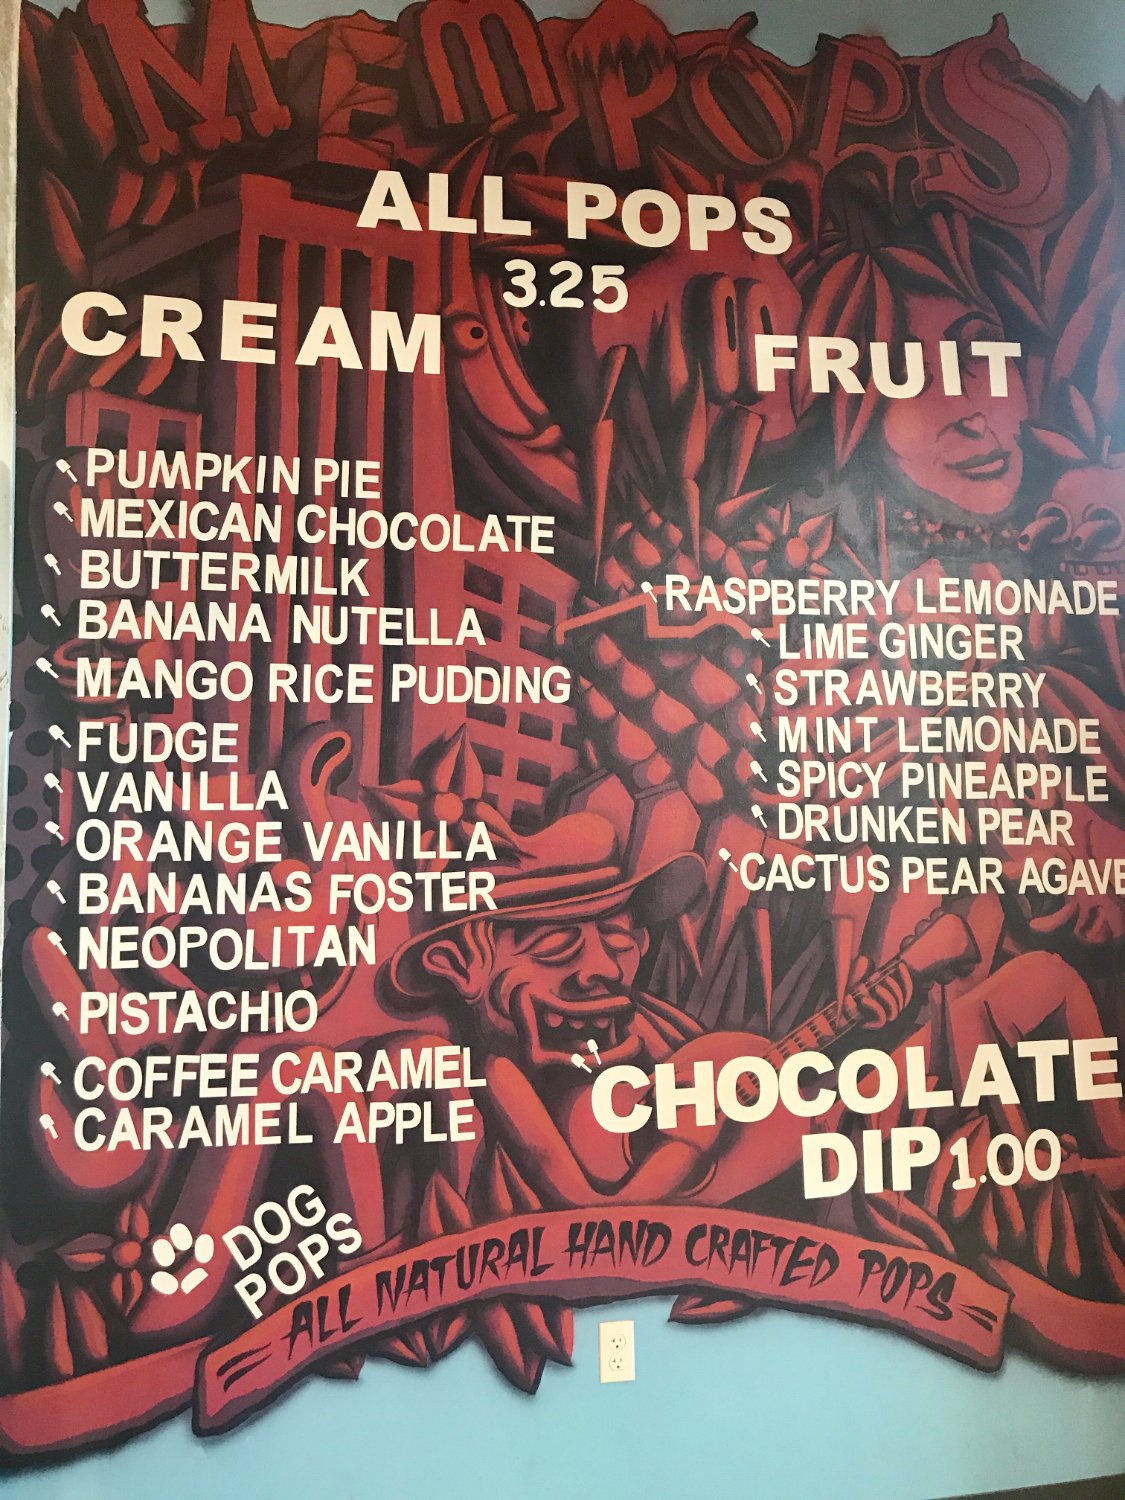 MEMPOPS
ALL POPS
3.25
CREAM
PUMPKIN PIE
MEXICAN CHOCOLATE
BUTTERMILK
BANANA NUTELLA
MANGO RICE PUDDING
FUDGE
VANILLA
ORANGE VANILLA
BANANAS FOSTER
NEOPOLITAN
PISTACHIO
COFFEE CARAMEL
CARAMEL APPLE
FRUIT
RASPBERRY LEMONADE
LIME GINGER
STRAWBERRY
MINT LEMONADE
SPICY PINEAPPLE
DRUNKEN PEAR
CACTUS PEAR AGAVE
CHOCOLATE
DIP 1.00
DOG
POPS
ALL NATURAL HAND CRAFTED POPS